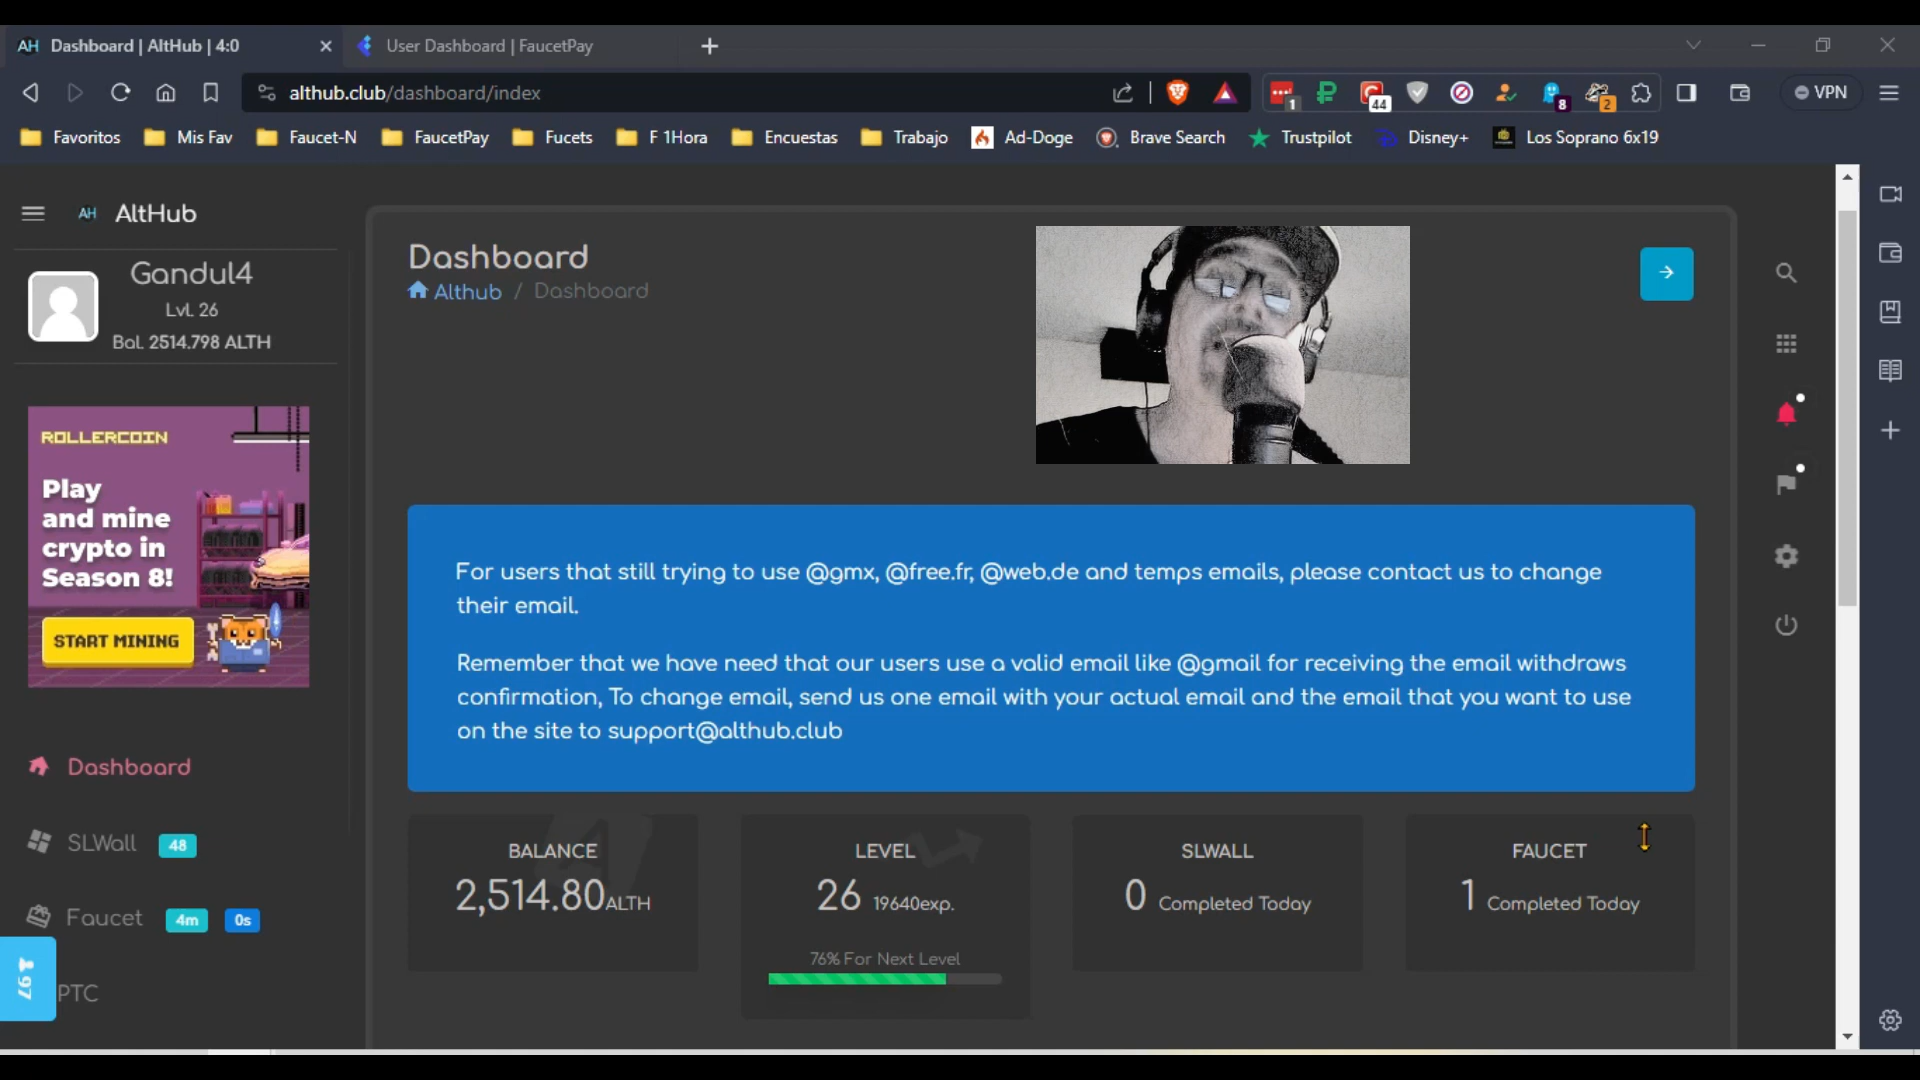 AH Dashboard | AltHub | 4:0
User Dashboard | FaucetPay
althub.club/dashboard/index
1
44
8
2
VPN
Favoritos
Mis Fav
Faucet-N
FaucetPay
Fucets
F 1Hora
Encuestas
Trabajo
Ad-Doge
Brave Search
Trustpilot
Disney+
Los Soprano 6x19
AH AltHub
Gandul4
Lvl. 26
Bal. 2514.798 ALTH
ROLLERCOIN
Play
and mine
crypto in
Season 8!
START MINING
Dashboard
SLWall 48
Faucet 4m 0s
97
PTC
Dashboard
Althub / Dashboard
For users that still trying to use @gmx, @free.fr, @web.de and temps emails, please contact us to change
their email.
Remember that we have need that our users use a valid email like @gmail for receiving the email withdraws
confirmation, To change email, send us one email with your actual email and the email that you want to use
on the site to support@althub.club
BALANCE
2,514.80ALTH
LEVEL
26 19640exp.
76% For Next Level
SLWALL
0 Completed Today
FAUCET
1 Completed Today